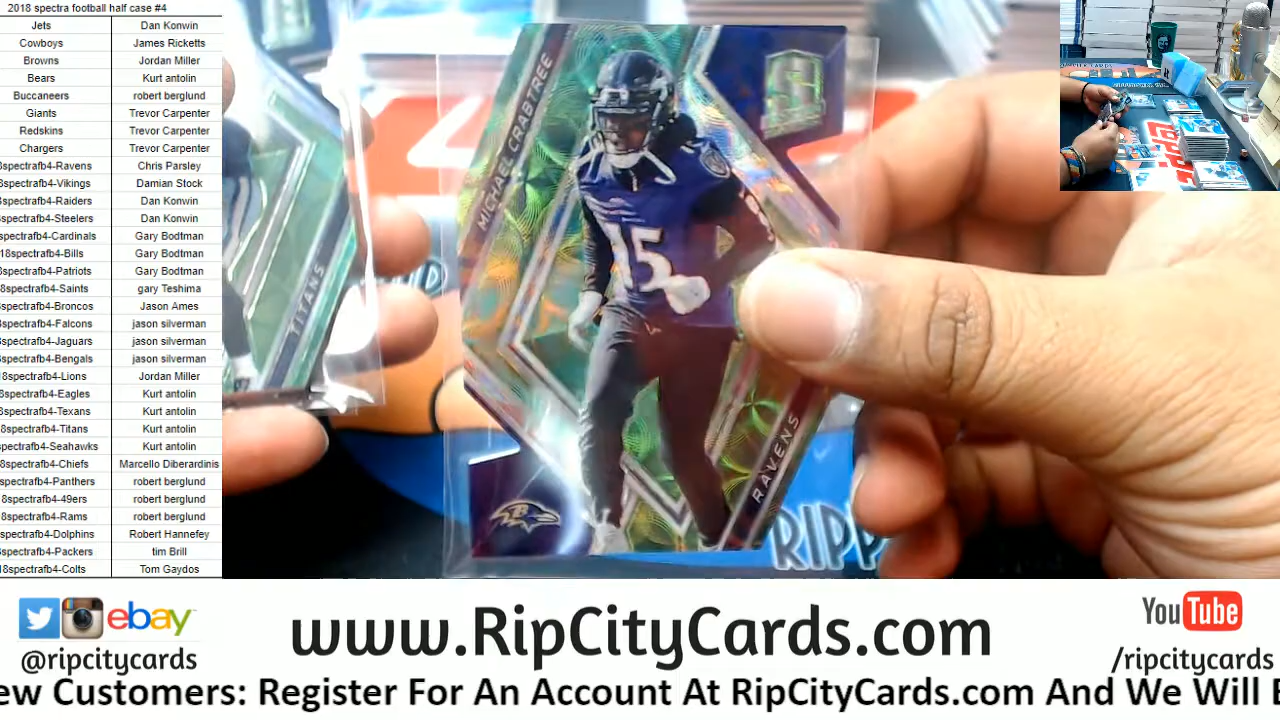 2018 spectra football half case #4
Jets Dan Konwin
Cowboys James Ricketts
Browns Jordan Miller
Bears Kurt antolin
Buccaneers robert berglund
Giants Trevor Carpenter
Redskins Trevor Carpenter
Chargers Trevor Carpenter
8spectrafb4-Ravens Chris Parsley
8spectrafb4-Vikings Damian Stock
8spectrafb4-Raiders Dan Konwin
8spectrafb4-Steelers Dan Konwin
spectrafb4-Cardinals Gary Bodtman
18spectrafb4-Bills Gary Bodtman
8spectrafb4-Patriots Gary Bodtman
8spectrafb4-Saints gary Teshima
spectrafb4-Broncos Jason Ames
8spectrafb4-Falcons jason silverman
spectrafb4-Jaguars jason silverman
spectrafb4-Bengals jason silverman
18spectrafb4-Lions Jordan Miller
8spectrafb4-Eagles Kurt antolin
8spectrafb4-Texans Kurt antolin
18spectrafb4-Titans Kurt antolin
spectrafb4-Seahawks Kurt antolin
8spectrafb4-Chiefs Marcello Diberardinis
spectrafb4-Panthers robert berglund
8spectrafb4-49ers robert berglund
8spectrafb4-Rams robert berglund
spectrafb4-Dolphins Robert Hannefey
spectrafb4-Packers tim Brill
18spectrafb4-Colts Tom Gaydos
TITANS
MICHAEL CRABTREE
S
15
RAVENS
RIPP
ebay
@ripcitycards
www.RipCityCards.com
YouTube
/ripcitycards
ew Customers: Register For An Account At RipCityCards.com And We Will